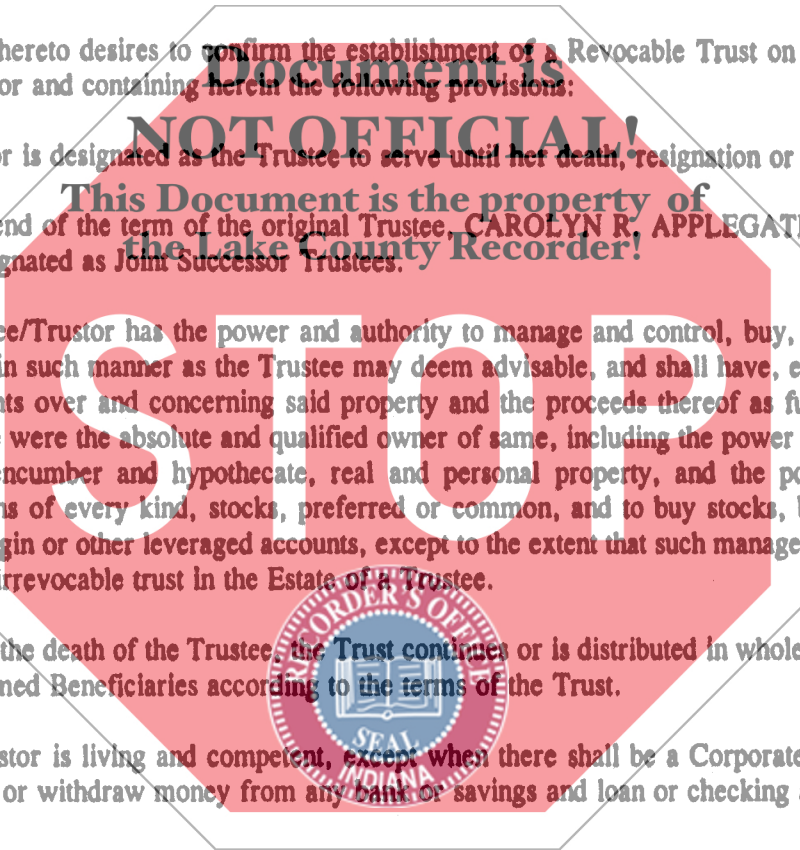 hereto desires to confirm the establishment of a Revocable Trust on
or and containing herein the following provisions:
Document is
NOT OFFICIAL!
This Document is the property of
the Lake County Recorder!
r is designated as the Trustee to serve until her death, resignation or
end of the term of the original Trustee, CAROLYN R. APPLEGAT
gnated as Joint Successor Trustees.
STOP
ee/Trustor has the power and authority to manage and control, buy,
in such manner as the Trustee may deem advisable, and shall have, e
ts over and concerning said property and the proceeds thereof as fu
were the absolute and qualified owner of same, including the power
encumber and hypothecate, real and personal property, and the po
ns of every kind, stocks, preferred or common, and to buy stocks,
gin or other leveraged accounts, except to the extent that such manage
irrevocable trust in the Estate of a Trustee.
the death of the Trustee, the Trust continues or is distributed in whole
med Beneficiaries according to the terms of the Trust.
RECORDER'S OFFICE
SEAL
INDIANA
stor is living and competent, except when there shall be a Corporate
or withdraw money from any bank or savings and loan or checking